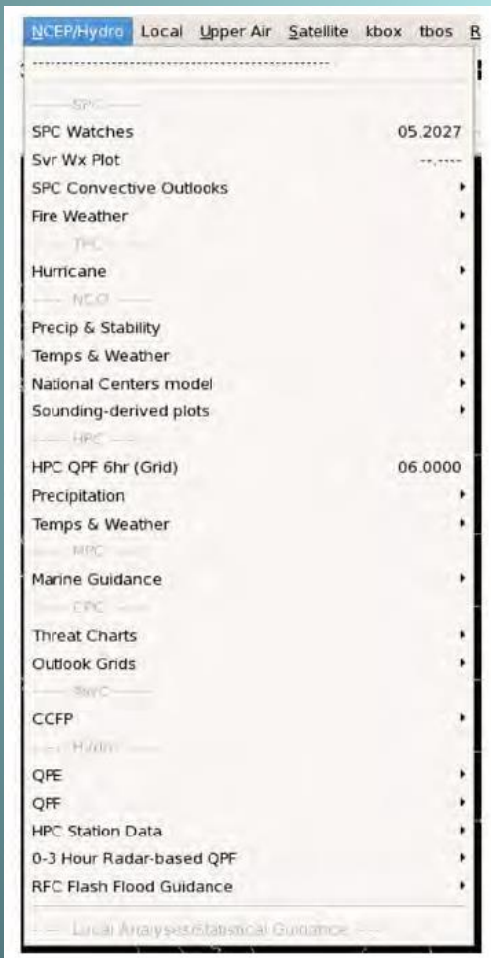 NCEP/Hydro Local Upper Air Satellite kbox tbos R
------------------------------------------------
SPC
SPC Watches 05.2027
Svr Wx Plot --.----
SPC Convective Outlooks
Fire Weather
TPC
Hurricane
NCO
Precip & Stability
Temps & Weather
National Centers model
Sounding-derived plots
HPC
HPC QPF 6hr (Grid) 06.0000
Precipitation
Temps & Weather
MPC
Marine Guidance
CPC
Threat Charts
Outlook Grids
CCFP
Hydro
QPE
QPF
HPC Station Data
0-3 Hour Radar-based QPF
RFC Flash Flood Guidance
Local Analyses/Statistical Guidance